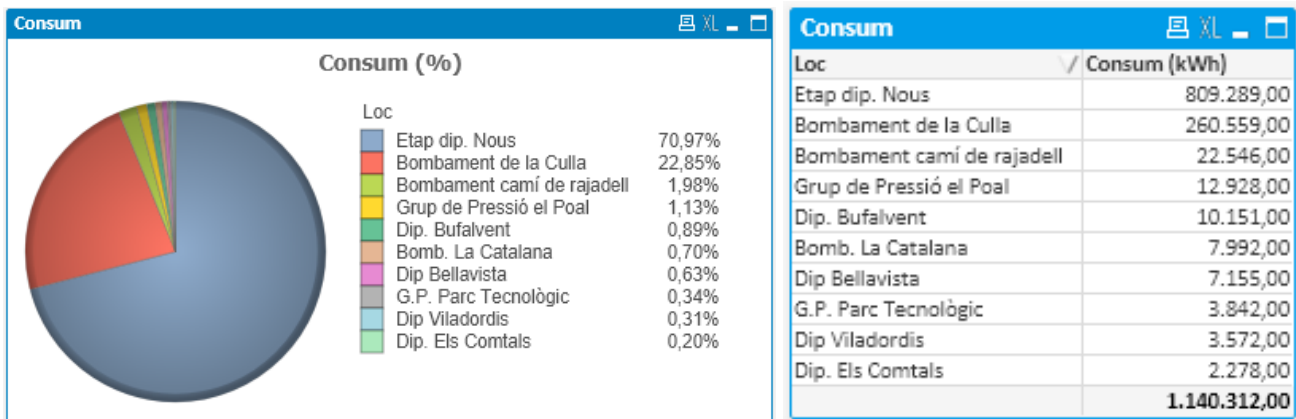 Consum
XL
Consum (%)
Loc
Etap dip. Nous 70,97%
Bombament de la Culla 22,85%
Bombament camí de rajadell 1,98%
Grup de Pressió el Poal 1,13%
Dip. Bufalvent 0,89%
Bomb. La Catalana 0,70%
Dip Bellavista 0,63%
G.P. Parc Tecnològic 0,34%
Dip Viladordis 0,31%
Dip. Els Comtals 0,20%
Consum
XL
Loc Consum (kWh)
Etap dip. Nous 809.289,00
Bombament de la Culla 260.559,00
Bombament camí de rajadell 22.546,00
Grup de Pressió el Poal 12.928,00
Dip. Bufalvent 10.151,00
Bomb. La Catalana 7.992,00
Dip Bellavista 7.155,00
G.P. Parc Tecnològic 3.842,00
Dip Viladordis 3.572,00
Dip. Els Comtals 2.278,00
1.140.312,00